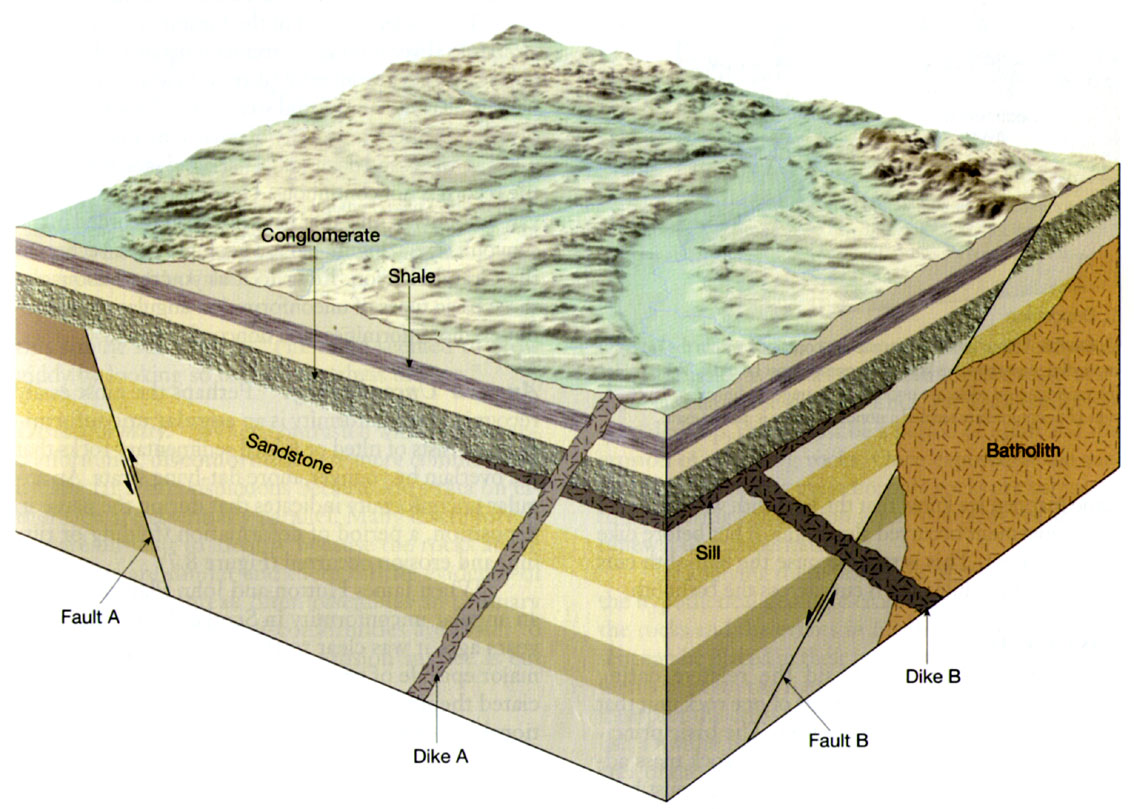 Conglomerate
Shale
Sandstone
Batholith
Sill
Fault A
Dike B
Fault B
Dike A